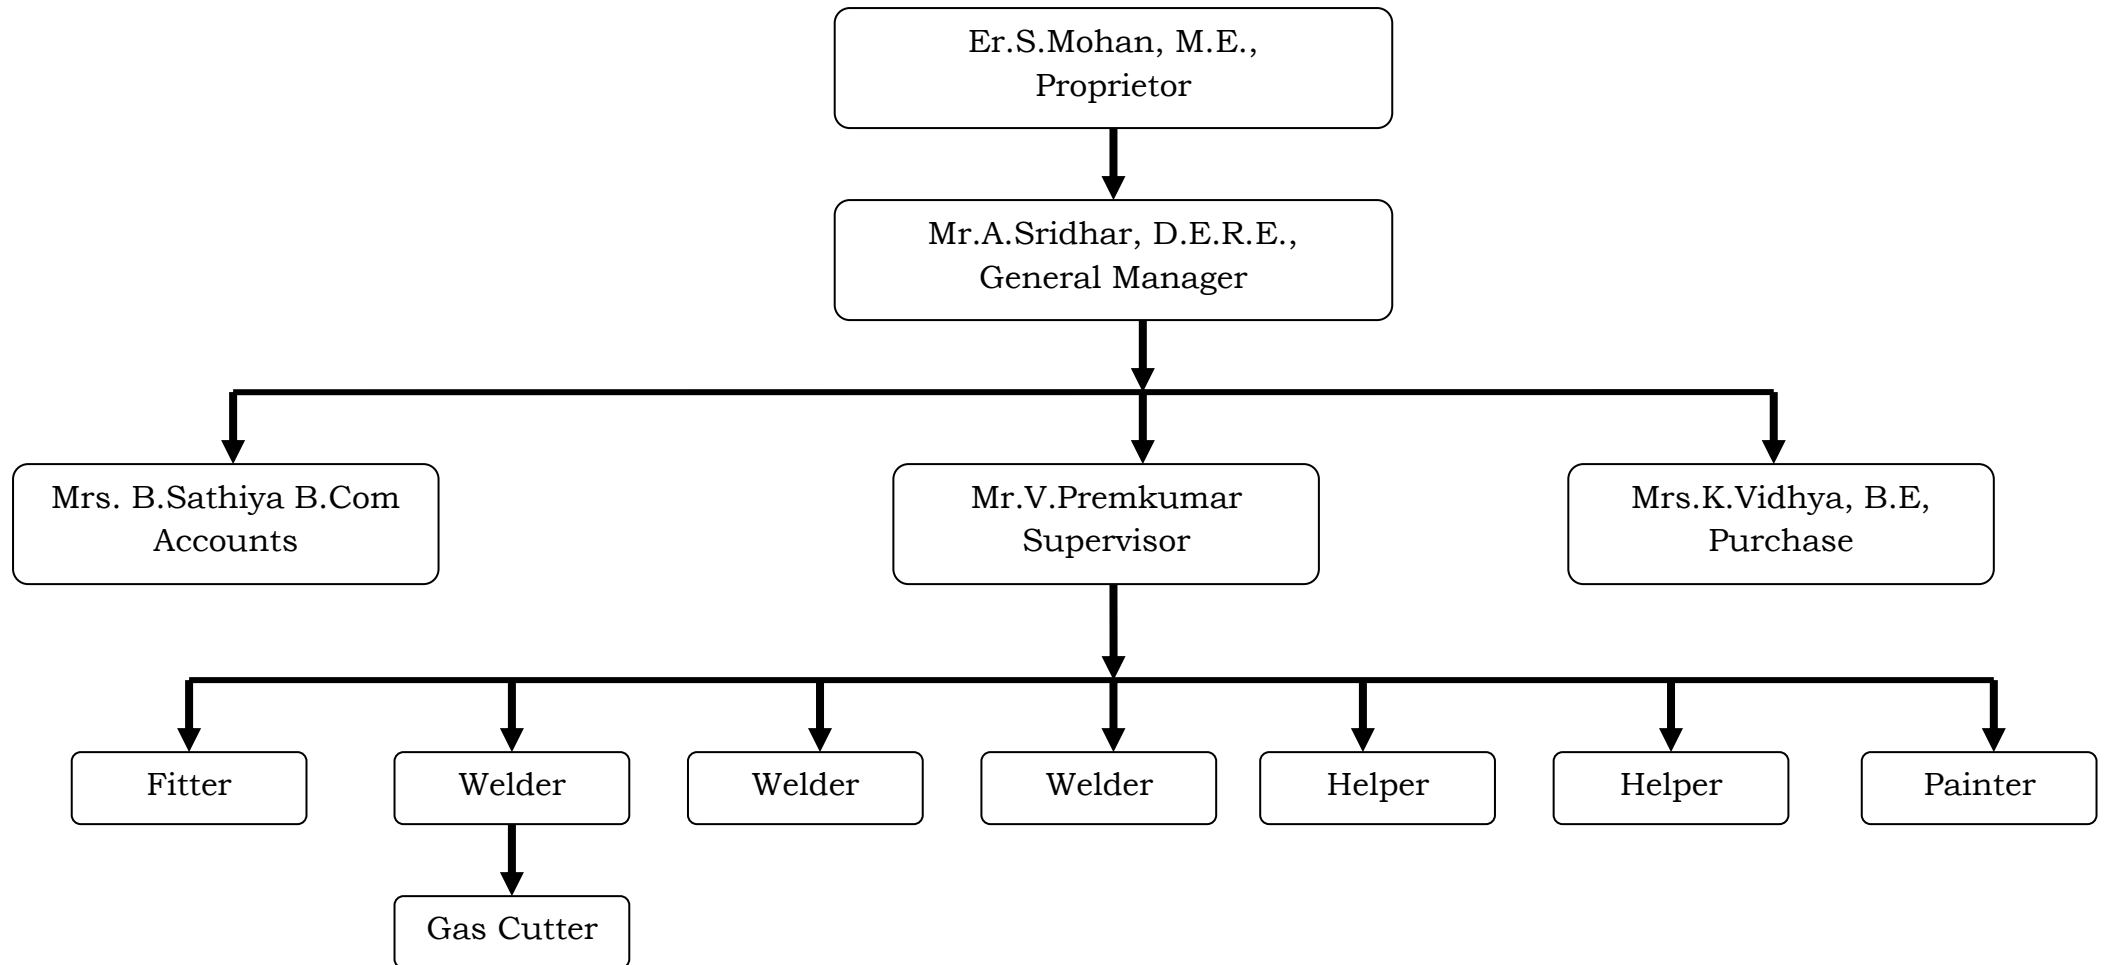 Er.S.Mohan, M.E.,
Proprietor
Mr.A.Sridhar, D.E.R.E.,
General Manager
Mrs. B.Sathiya B.Com
Accounts
Mr.V.Premkumar
Supervisor
Mrs.K.Vidhya, B.E,
Purchase
Fitter
Welder
Welder
Welder
Helper
Helper
Painter
Gas Cutter